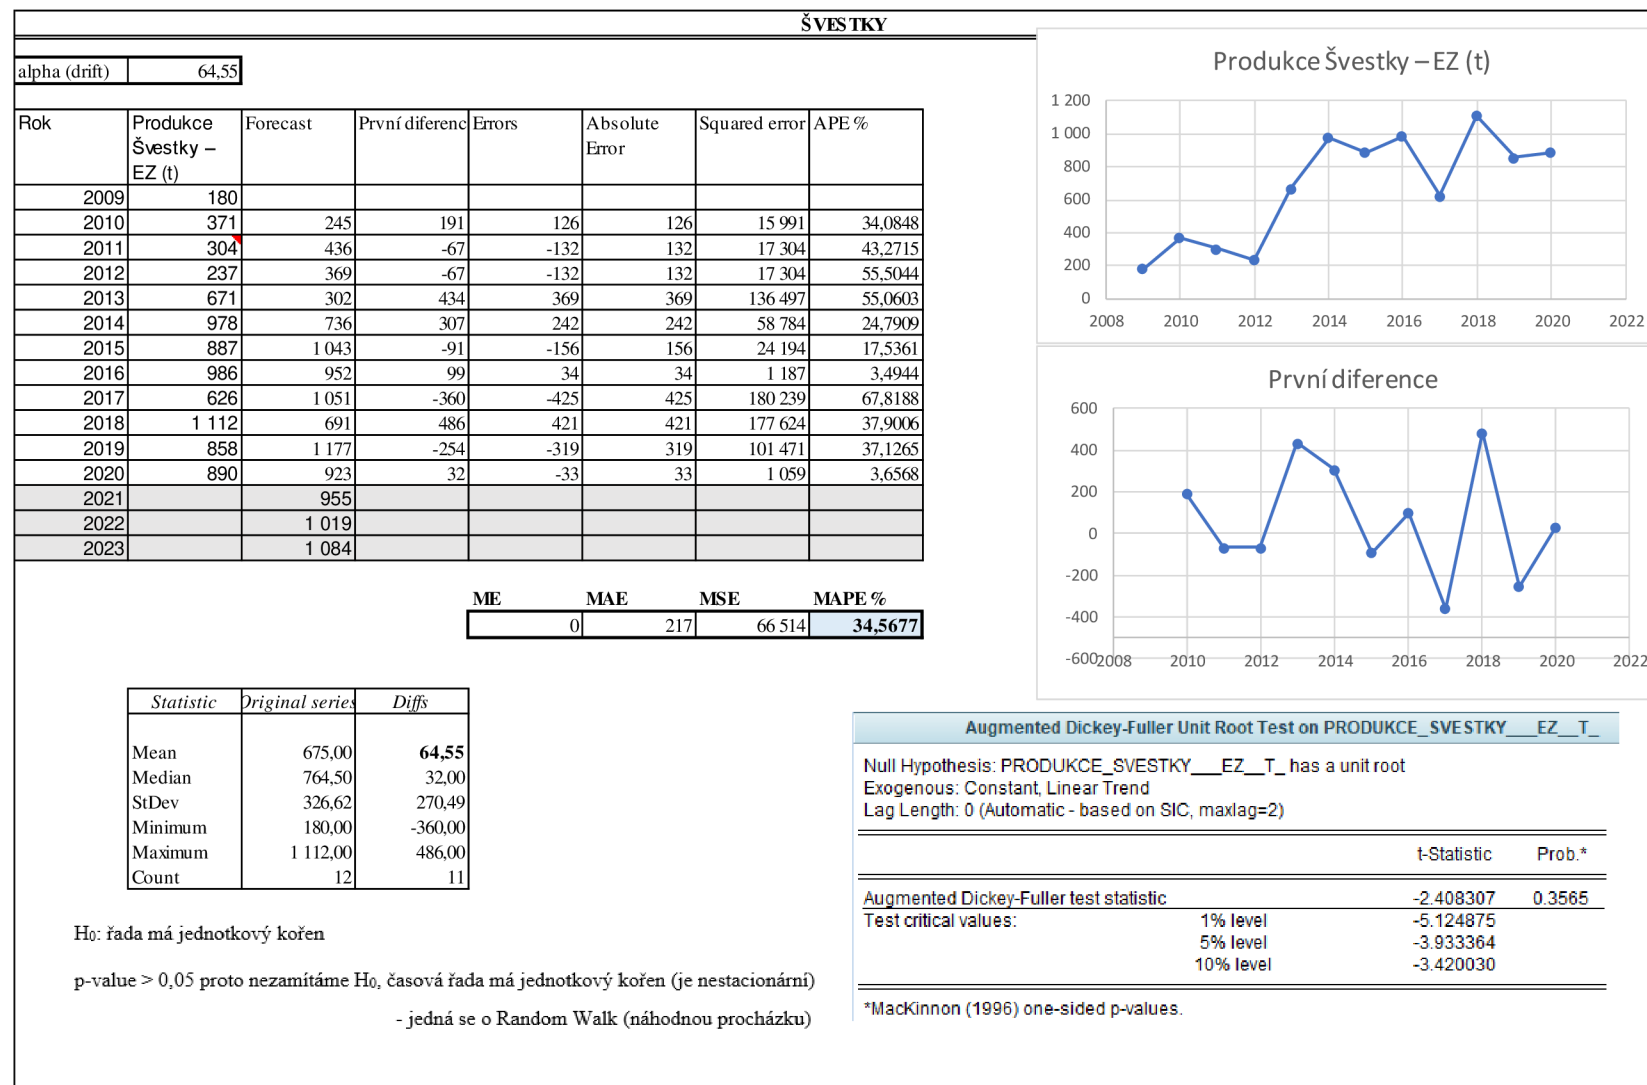 ŠVESTKY
alpha (drift) 64,55
Rok Produkce Švestky – EZ (t) Forecast První diferenc Errors Absolute Error Squared error APE %
2009 180
2010 371 245 191 126 126 15 991 34,0848
2011 304 436 -67 -132 132 17 304 43,2715
2012 237 369 -67 -132 132 17 304 55,5044
2013 671 302 434 369 369 136 497 55,0603
2014 978 736 307 242 242 58 784 24,7909
2015 887 1 043 -91 -156 156 24 194 17,5361
2016 986 952 99 34 34 1 187 3,4944
2017 626 1 051 -360 -425 425 180 239 67,8188
2018 1 112 691 486 421 421 177 624 37,9006
2019 858 1 177 -254 -319 319 101 471 37,1265
2020 890 923 32 -33 33 1 059 3,6568
2021 955
2022 1 019
2023 1 084
ME MAE MSE MAPE %
0 217 66 514 34,5677
Statistic Original series Diffs
Mean 675,00 64,55
Median 764,50 32,00
StDev 326,62 270,49
Minimum 180,00 -360,00
Maximum 1 112,00 486,00
Count 12 11
H0: řada má jednotkový kořen
p-value > 0,05 proto nezamítáme H0, časová řada má jednotkový kořen (je nestacionární)
- jedná se o Random Walk (náhodnou procházku)
Produkce Švestky – EZ (t)
1 200
1 000
800
600
400
200
0
2008 2010 2012 2014 2016 2018 2020 2022
První diference
600
400
200
0
-200
-400
-600
2008 2010 2012 2014 2016 2018 2020 2022
Augmented Dickey-Fuller Unit Root Test on PRODUKCE_SVESTKY___EZ__T_
Null Hypothesis: PRODUKCE_SVESTKY___EZ__T_ has a unit root
Exogenous: Constant, Linear Trend
Lag Length: 0 (Automatic - based on SIC, maxlag=2)
t-Statistic Prob.*
Augmented Dickey-Fuller test statistic -2.408307 0.3565
Test critical values: 1% level -5.124875
5% level -3.933364
10% level -3.420030
*MacKinnon (1996) one-sided p-values.